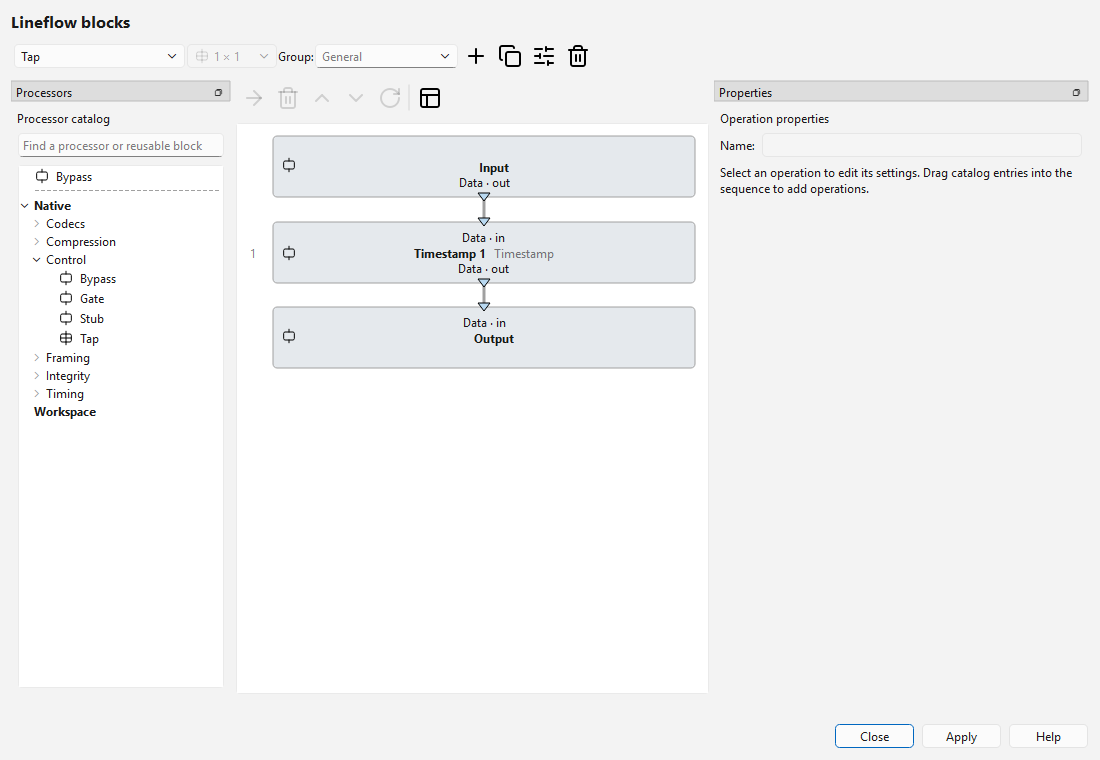 Lineflow blocks
Tap
1 × 1
Group:
General
Processors
Processor catalog
Find a processor or reusable block
Bypass
Native
Codecs
Compression
Control
Bypass
Gate
Stub
Tap
Framing
Integrity
Timing
Workspace
Input
Data · out
1
Data · in
Timestamp 1 Timestamp
Data · out
Data · in
Output
Properties
Operation properties
Name:
Select an operation to edit its settings. Drag catalog entries into the
sequence to add operations.
Close
Apply
Help